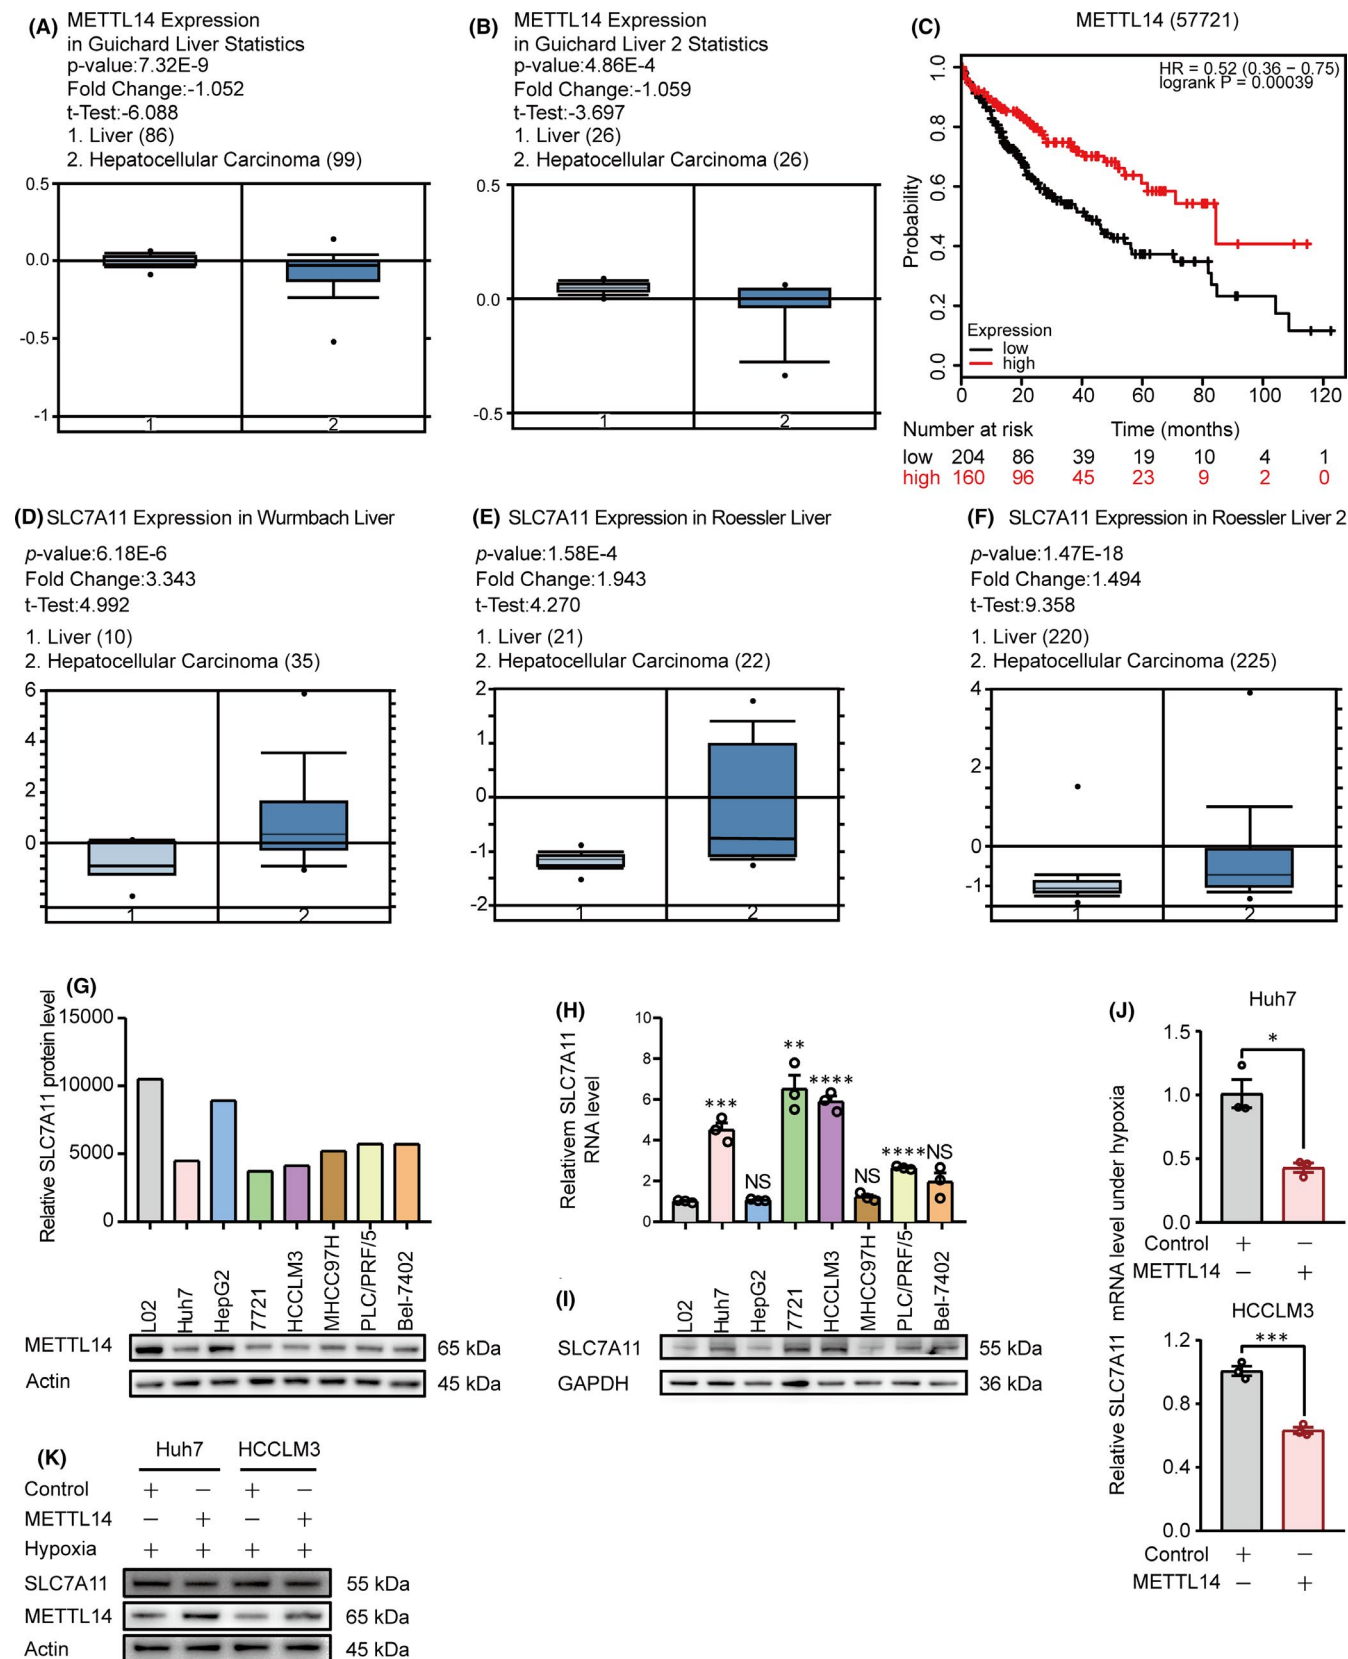 (A) METTL14 Expression
in Guichard Liver Statistics
p-value:7.32E-9
Fold Change:-1.052
t-Test:-6.088
1. Liver (86)
2. Hepatocellular Carcinoma (99)
0.5
0.0
-0.5
-1
1 2
(B) METTL14 Expression
in Guichard Liver 2 Statistics
p-value:4.86E-4
Fold Change:-1.059
t-Test:-3.697
1. Liver (26)
2. Hepatocellular Carcinoma (26)
0.5
0.0
-0.5
1 2
(C) METTL14 (57721)
HR = 0.52 (0.36 − 0.75)
logrank P = 0.00039
Probability
1.0
0.8
0.6
0.4
0.2
0.0
Expression
low
high
0 20 40 60 80 100 120
Number at risk Time (months)
low 204 86 39 19 10 4 1
high 160 96 45 23 9 2 0
(D) SLC7A11 Expression in Wurmbach Liver
p-value:6.18E-6
Fold Change:3.343
t-Test:4.992
1. Liver (10)
2. Hepatocellular Carcinoma (35)
6
4
2
0
1 2
(E) SLC7A11 Expression in Roessler Liver
p-value:1.58E-4
Fold Change:1.943
t-Test:4.270
1. Liver (21)
2. Hepatocellular Carcinoma (22)
2
1
0
-1
-2
1 2
(F) SLC7A11 Expression in Roessler Liver 2
p-value:1.47E-18
Fold Change:1.494
t-Test:9.358
1. Liver (220)
2. Hepatocellular Carcinoma (225)
4
2
0
-1
1 2
(G)
Relative SLC7A11 protein level
15000
10000
5000
0
L02 Huh7 HepG2 7721 HCCLM3 MHCC97H PLC/PRF/5 Bel-7402
METTL14 65 kDa
Actin 45 kDa
(H)
Relativem SLC7A11
RNA level
10
8
6
4
2
0
*** NS ** **** NS **** NS
(I)
L02 Huh7 HepG2 7721 HCCLM3 MHCC97H PLC/PRF/5 Bel-7402
SLC7A11 55 kDa
GAPDH 36 kDa
(J)
Relative SLC7A11 mRNA level under hypoxia
Huh7
*
1.5
1.0
0.5
0.0
Control + −
METTL14 − +
HCCLM3
***
1.2
0.8
0.4
0.0
Control + −
METTL14 − +
(K)
Huh7 HCCLM3
Control + − + −
METTL14 − + − +
Hypoxia + + + +
SLC7A11 55 kDa
METTL14 65 kDa
Actin 45 kDa